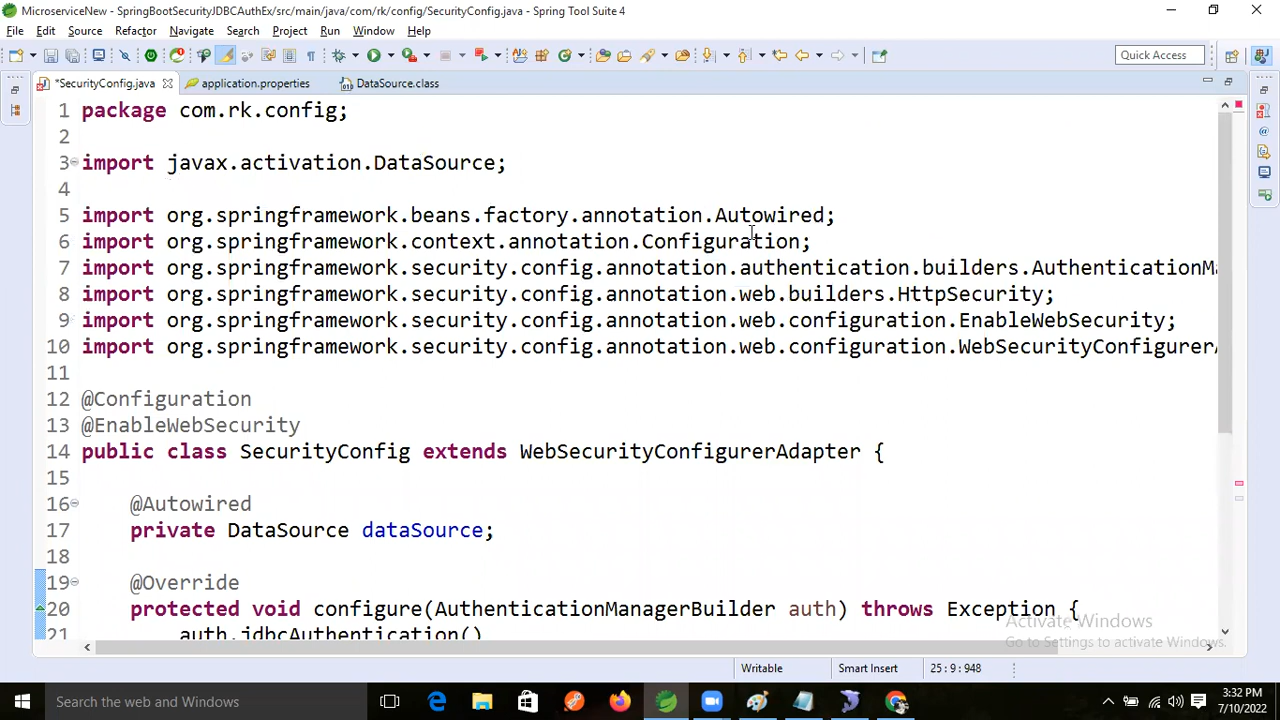 MicroserviceNew - SpringBootSecurityJDBCAuthEx/src/main/java/com/rk/config/SecurityConfig.java - Spring Tool Suite 4
File Edit Source Refactor Navigate Search Project Run Window Help
Quick Access
*SecurityConfig.java application.properties DataSource.class
1 package com.rk.config;
2
3 import javax.activation.DataSource;
4
5 import org.springframework.beans.factory.annotation.Autowired;
6 import org.springframework.context.annotation.Configuration;
7 import org.springframework.security.config.annotation.authentication.builders.AuthenticationM
8 import org.springframework.security.config.annotation.web.builders.HttpSecurity;
9 import org.springframework.security.config.annotation.web.configuration.EnableWebSecurity;
10 import org.springframework.security.config.annotation.web.configuration.WebSecurityConfigurer
11
12 @Configuration
13 @EnableWebSecurity
14 public class SecurityConfig extends WebSecurityConfigurerAdapter {
15
16 @Autowired
17 private DataSource dataSource;
18
19 @Override
20 protected void configure(AuthenticationManagerBuilder auth) throws Exception {
21 auth.jdbcAuthentication()
Activate Windows
Go to Settings to activate Windows.
Writable Smart Insert 25 : 9 : 948
Search the web and Windows
3:32 PM
7/10/2022